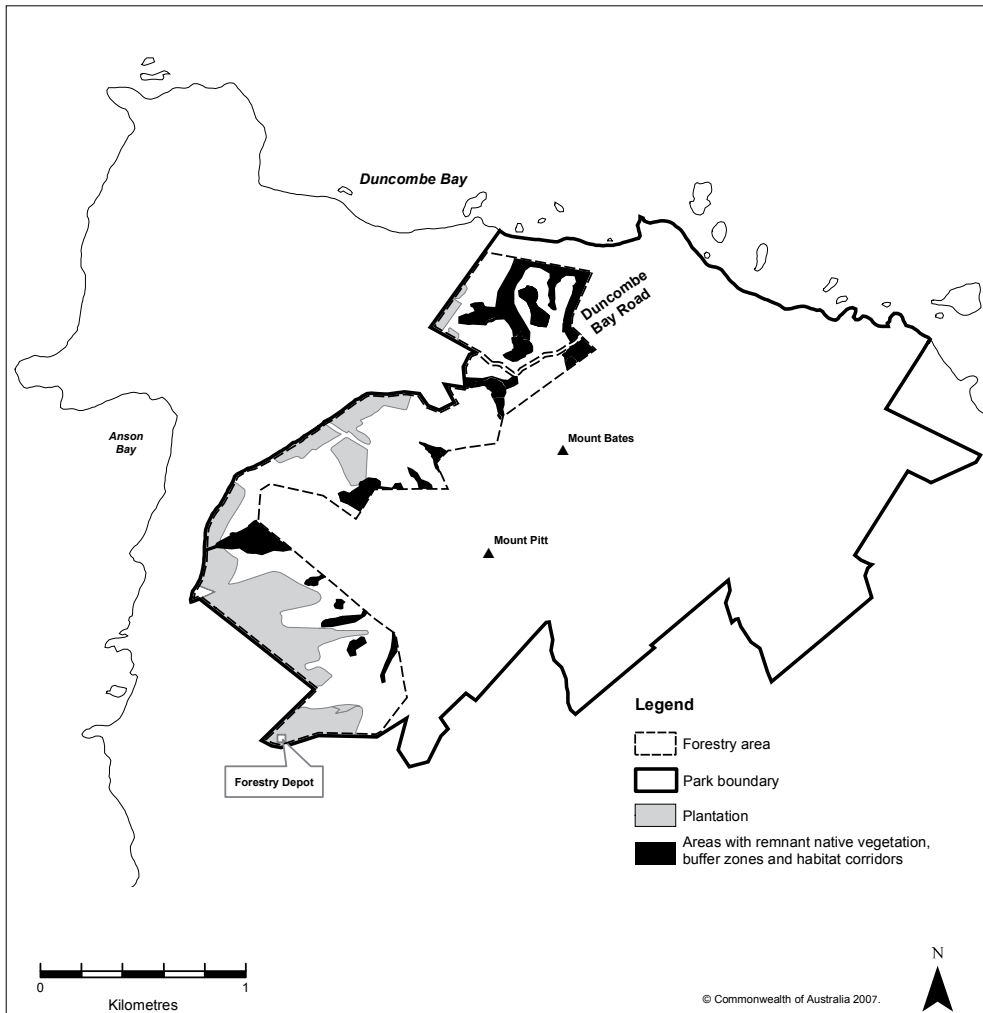 Duncombe Bay
Duncombe
Bay Road
Anson
Bay
Mount Bates
Mount Pitt
Forestry Depot
Legend
Forestry area
Park boundary
Plantation
Areas with remnant native vegetation,
buffer zones and habitat corridors
0
1
Kilometres
© Commonwealth of Australia 2007.
N